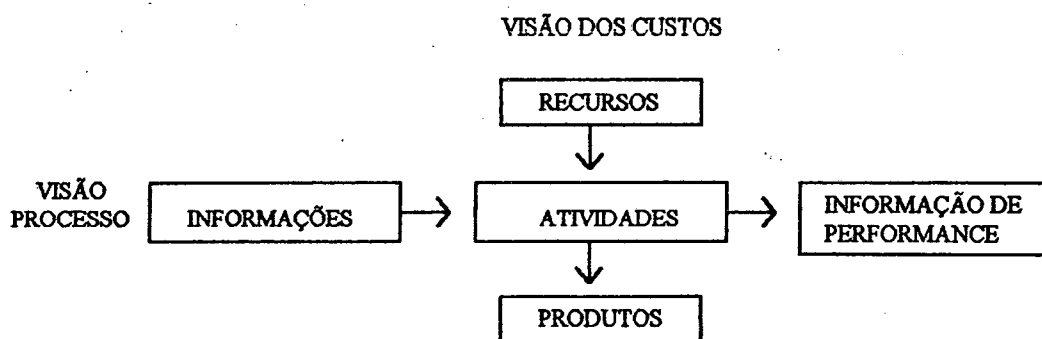 VISÃO DOS CUSTOS
RECURSOS
VISÃO
PROCESSO
INFORMAÇÕES
ATIVIDADES
INFORMAÇÃO DE
PERFORMANCE
PRODUTOS